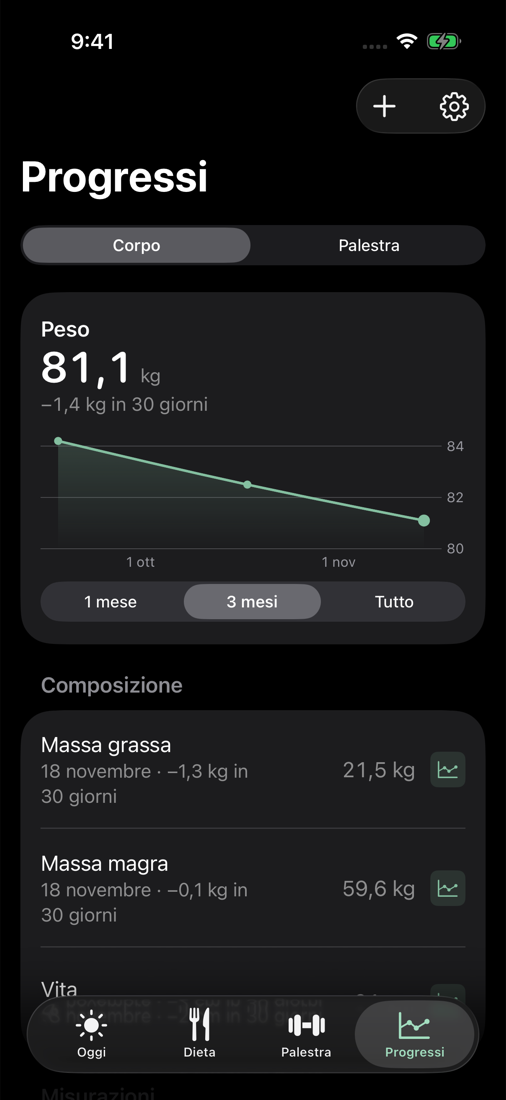 9:41
Progressi
Corpo
Palestra
Peso
81,1 kg
−1,4 kg in 30 giorni
84
82
80
1 ott
1 nov
1 mese
3 mesi
Tutto
Composizione
Massa grassa
18 novembre · −1,3 kg in
30 giorni
21,5 kg
Massa magra
18 novembre · −0,1 kg in
30 giorni
59,6 kg
Vita
Oggi
Dieta
Palestra
Progressi
Misurazioni